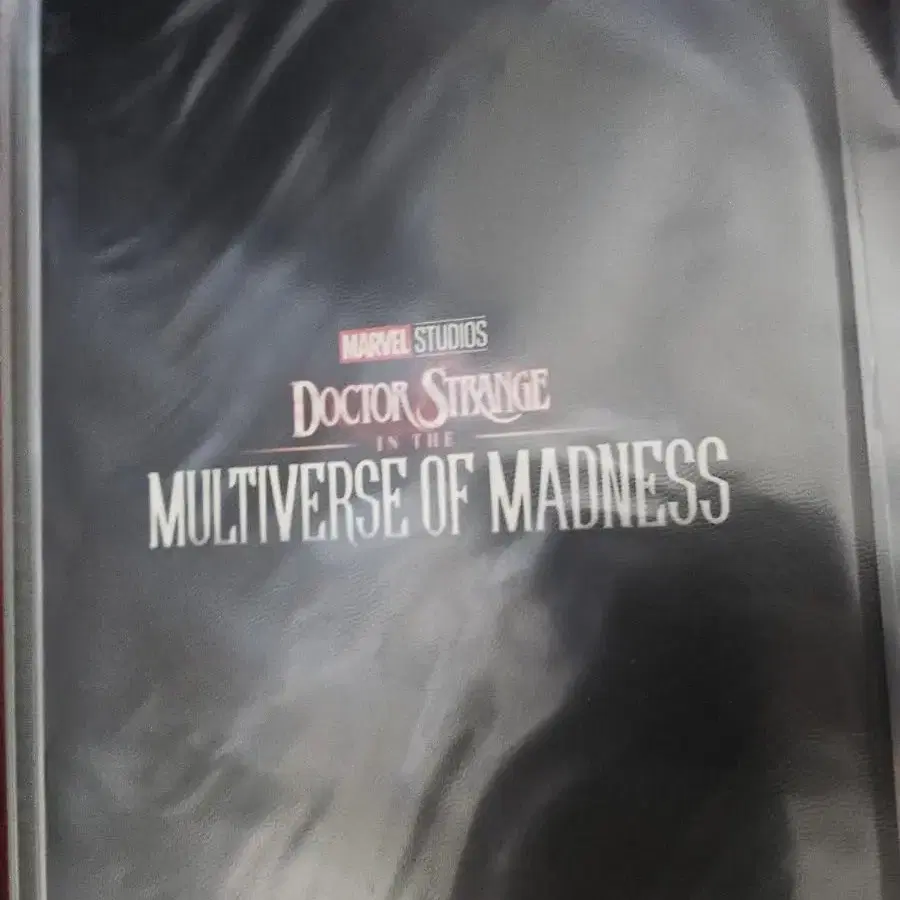 MARVEL STUDIOS
DOCTOR STRANGE
IN THE
MULTIVERSE OF MADNESS